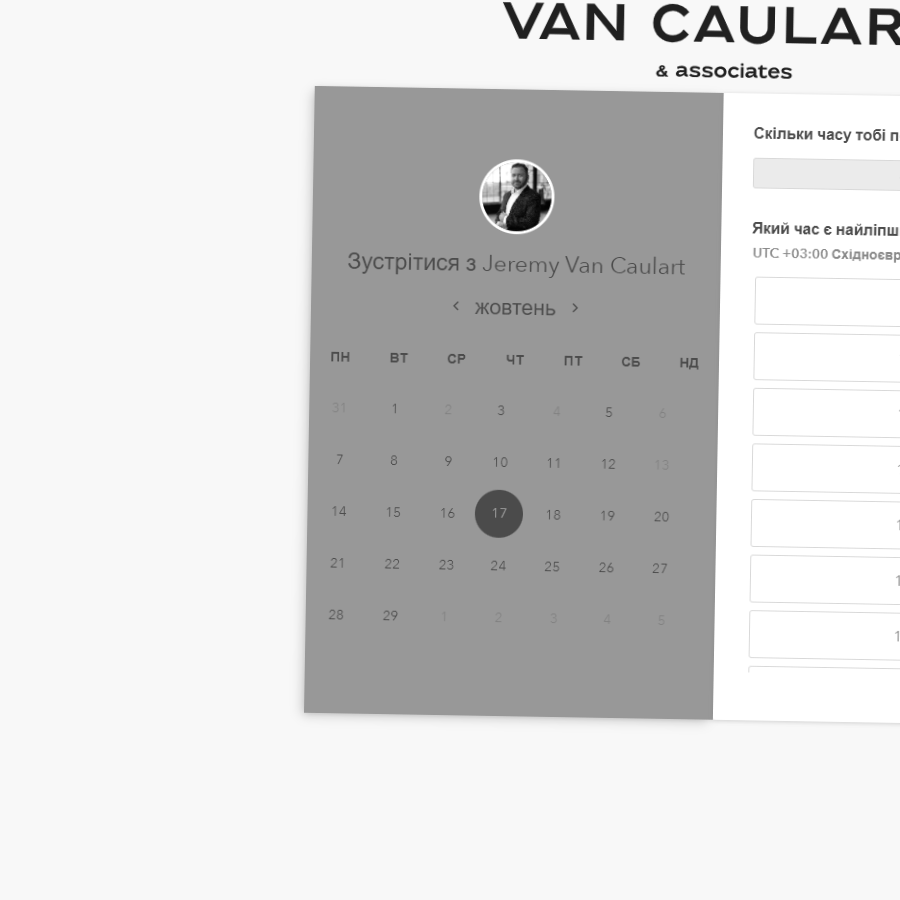 VAN CAULAR
& associates
Зустрітися з Jeremy Van Caulart
жовтень
ПН ВТ СР ЧТ ПТ СБ НД
31 1 2 3 4 5 6
7 8 9 10 11 12 13
14 15 16 17 18 19 20
21 22 23 24 25 26 27
28 29 1 2 3 4 5
Скільки часу тобі
Який час є
UTC +03:00